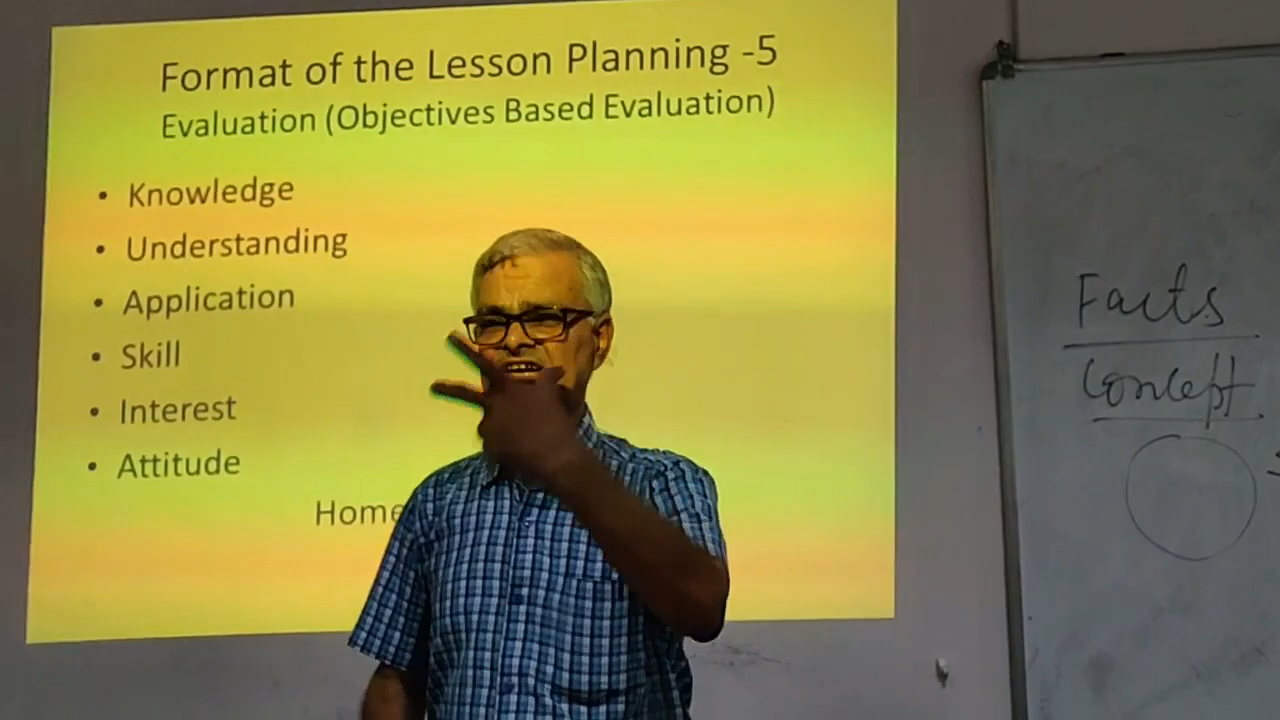 Format of the Lesson Planning -5
Evaluation (Objectives Based Evaluation)
• Knowledge
• Understanding
• Application
• Skill
• Interest
• Attitude
Home
Facts
Concept